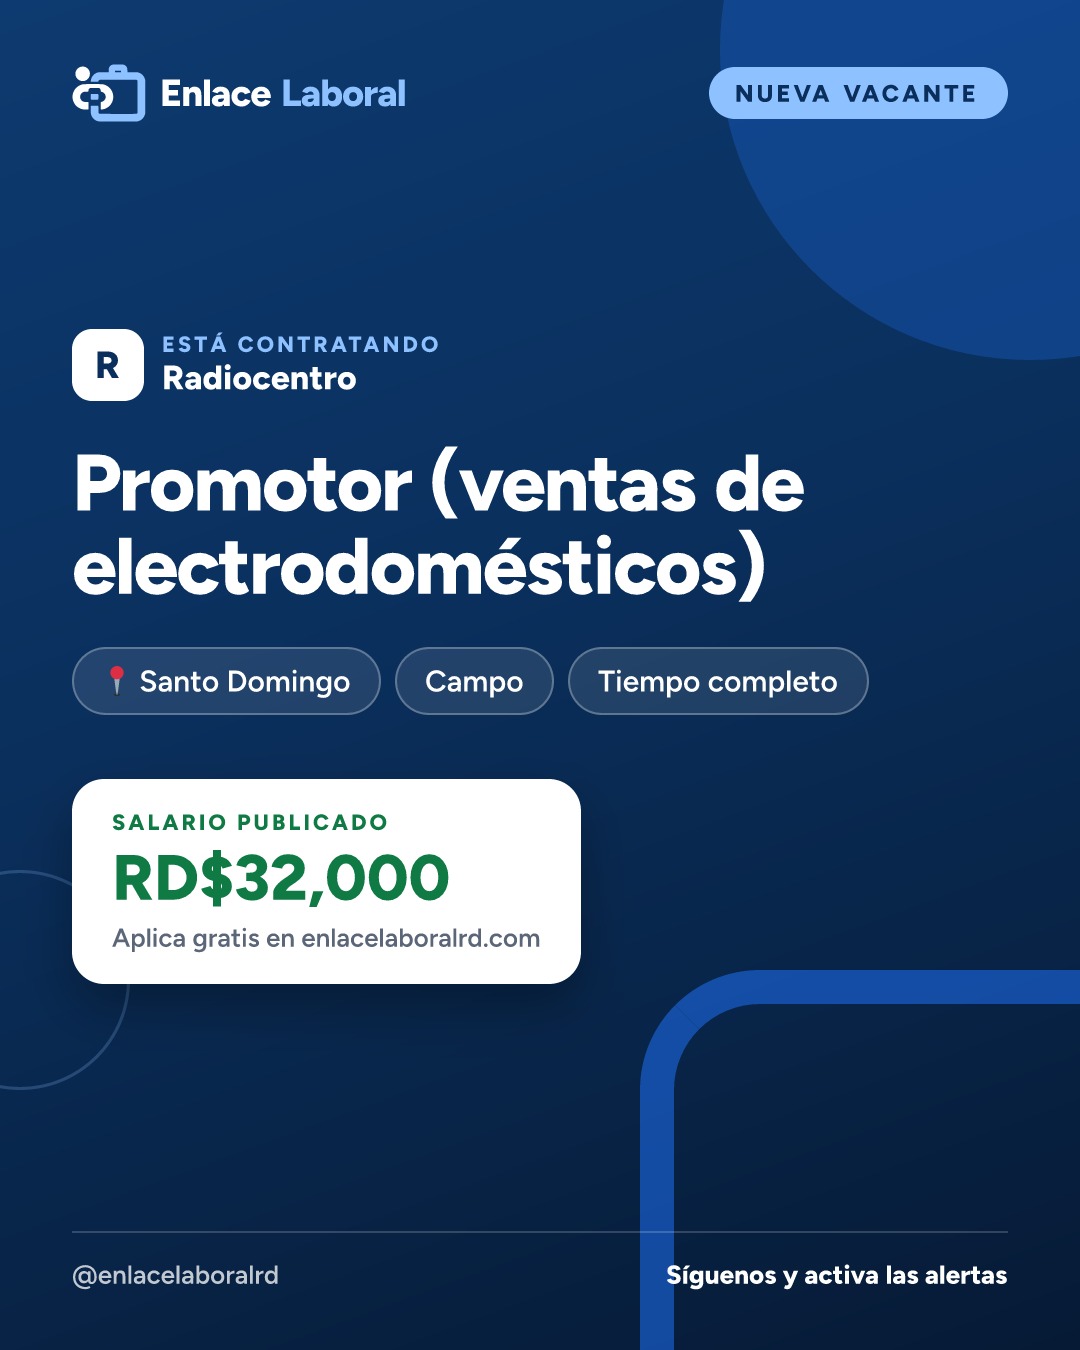 Enlace Laboral
NUEVA VACANTE
R
ESTÁ CONTRATANDO
Radiocentro
Promotor (ventas de
electrodomésticos)
📍 Santo Domingo
Campo
Tiempo completo
SALARIO PUBLICADO
RD$32,000
Aplica gratis en enlacelaboralrd.com
@enlacelaboralrd
Síguenos y activa las alertas